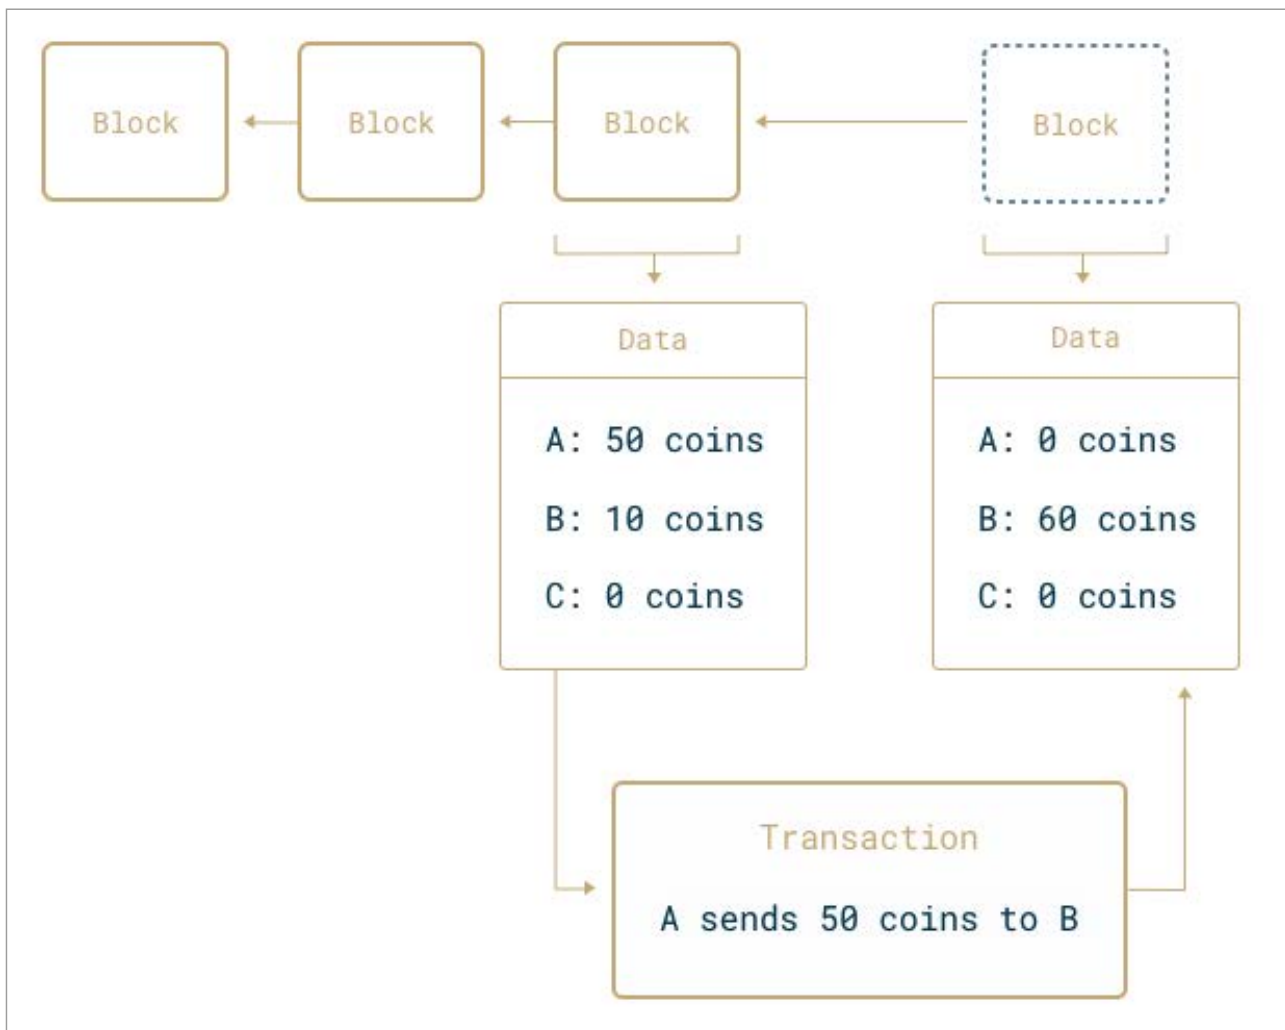 Block
Block
Block
Block
Data
A: 50 coins
B: 10 coins
C: 0 coins
Data
A: 0 coins
B: 60 coins
C: 0 coins
Transaction
A sends 50 coins to B